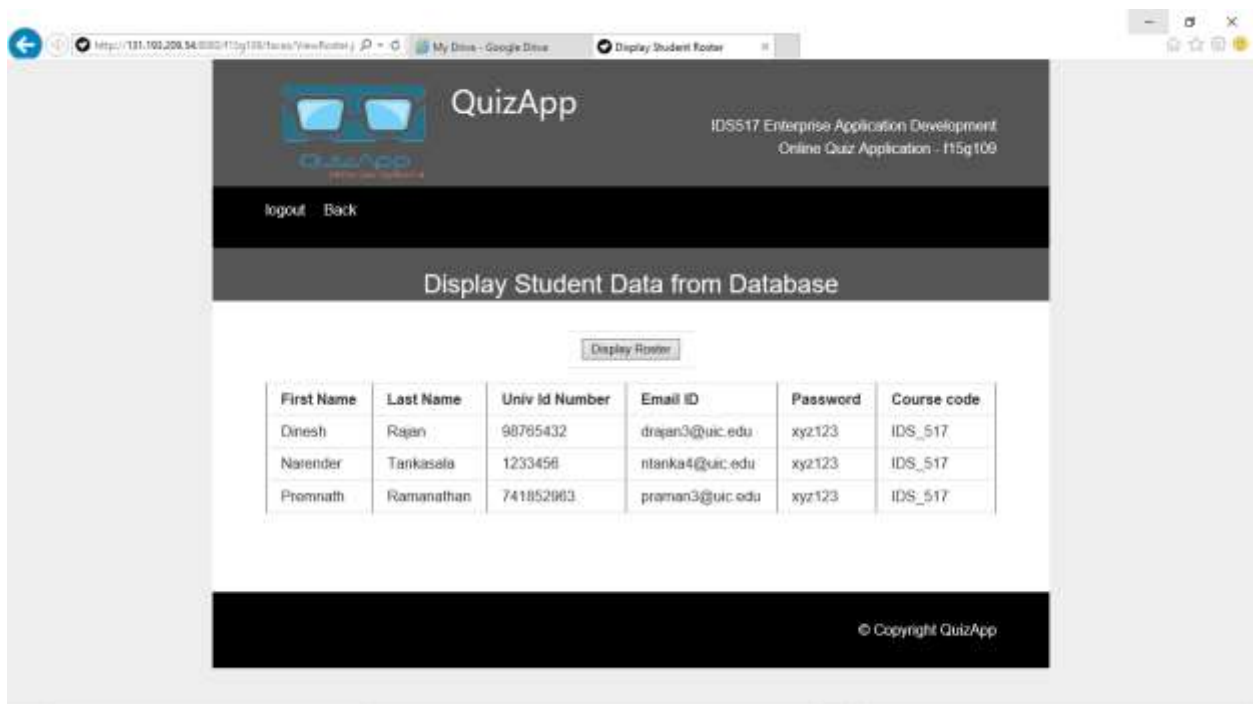 My Drive - Google Drive
Display Student Roster
QuizApp
QuizApp
IDS517 Enterprise Application Development
Online Quiz Application - f15g109
logout Back
Display Student Data from Database
Display Roster
First Name Last Name Univ Id Number Email ID Password Course code
Dinesh Rajan 98765432 drajan3@uic.edu xyz123 IDS_517
Narender Tankasala 1233456 ntanka4@uic.edu xyz123 IDS_517
Premnath Ramanathan 741852963 praman3@uic.edu xyz123 IDS_517
© Copyright QuizApp